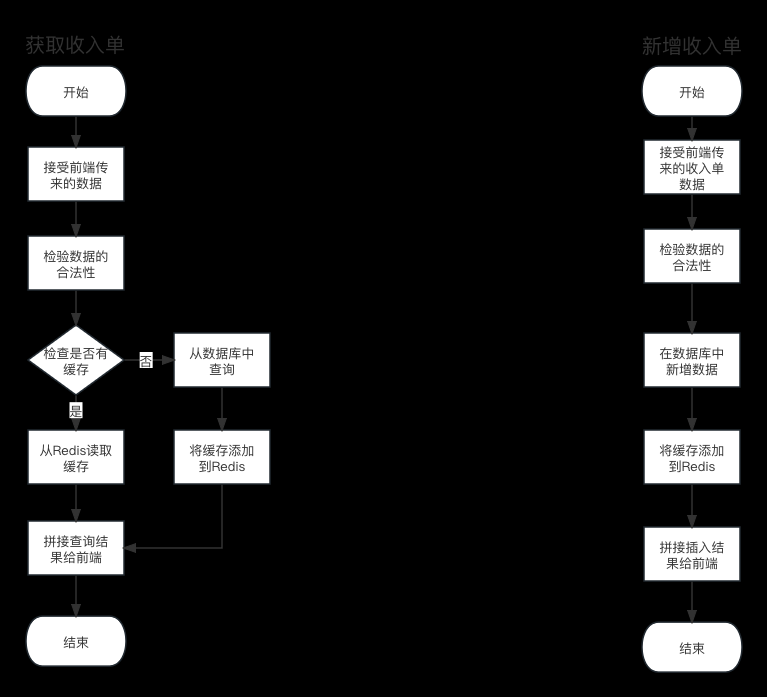 获取收入单
开始
接受前端传
来的数据
检验数据的
合法性
检查是否有
缓存
否
是
从数据库中
查询
从Redis读取
缓存
将缓存添加
到Redis
拼接查询结
果给前端
结束
新增收入单
开始
接受前端传
来的收入单
数据
检验数据的
合法性
在数据库中
新增数据
将缓存添加
到Redis
拼接插入结
果给前端
结束